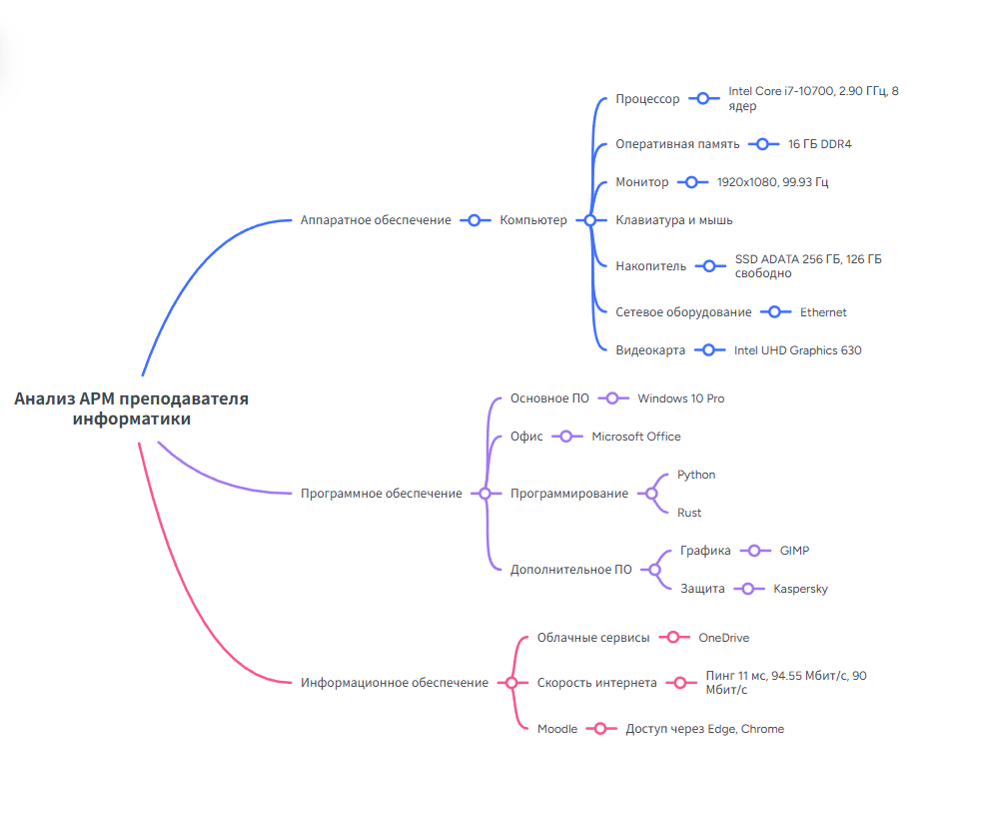 Анализ АРМ преподавателя
информатики
Аппаратное обеспечение
Компьютер
Процессор
Intel Core i7-10700, 2.90 ГГц, 8
ядер
Оперативная память
16 ГБ DDR4
Монитор
1920x1080, 99.93 Гц
Клавиатура и мышь
Накопитель
SSD ADATA 256 ГБ, 126 ГБ
свободно
Сетевое оборудование
Ethernet
Видеокарта
Intel UHD Graphics 630
Программное обеспечение
Основное ПО
Windows 10 Pro
Офис
Microsoft Office
Программирование
Python
Rust
Дополнительное ПО
Графика
GIMP
Защита
Kaspersky
Информационное обеспечение
Облачные сервисы
OneDrive
Скорость интернета
Пинг 11 мс, 94.55 Мбит/с, 90
Мбит/с
Moodle
Доступ через Edge, Chrome